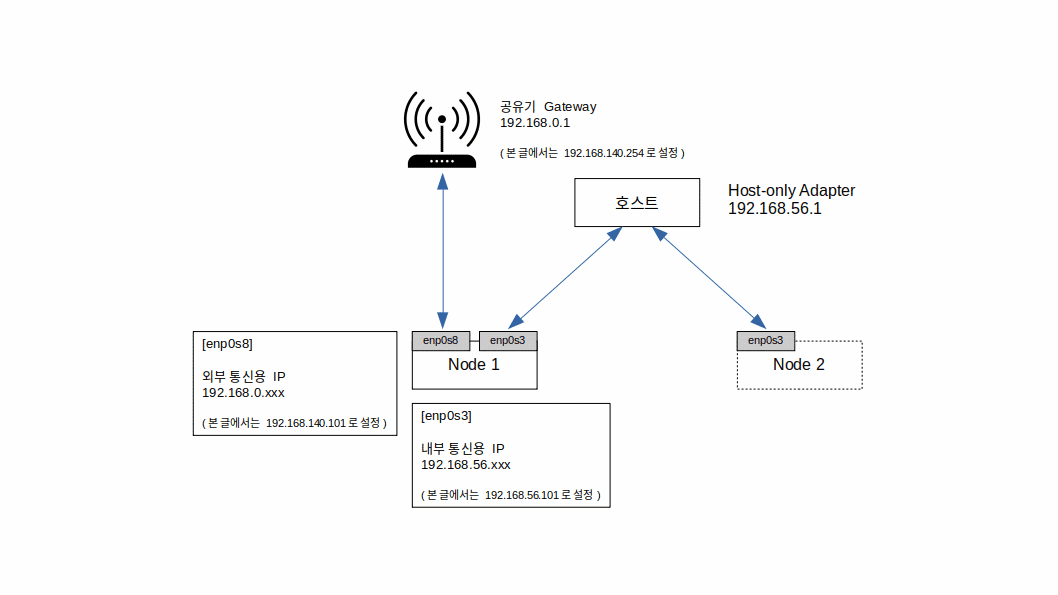 공유기 Gateway
192.168.0.1
( 본 글에서는 192.168.140.254 로 설정 )
호스트
Host-only Adapter
192.168.56.1
enp0s8
enp0s3
Node 1
enp0s3
Node 2
[enp0s8]
외부 통신용 IP
192.168.0.xxx
( 본 글에서는 192.168.140.101 로 설정 )
[enp0s3]
내부 통신용 IP
192.168.56.xxx
( 본 글에서는 192.168.56.101 로 설정 )